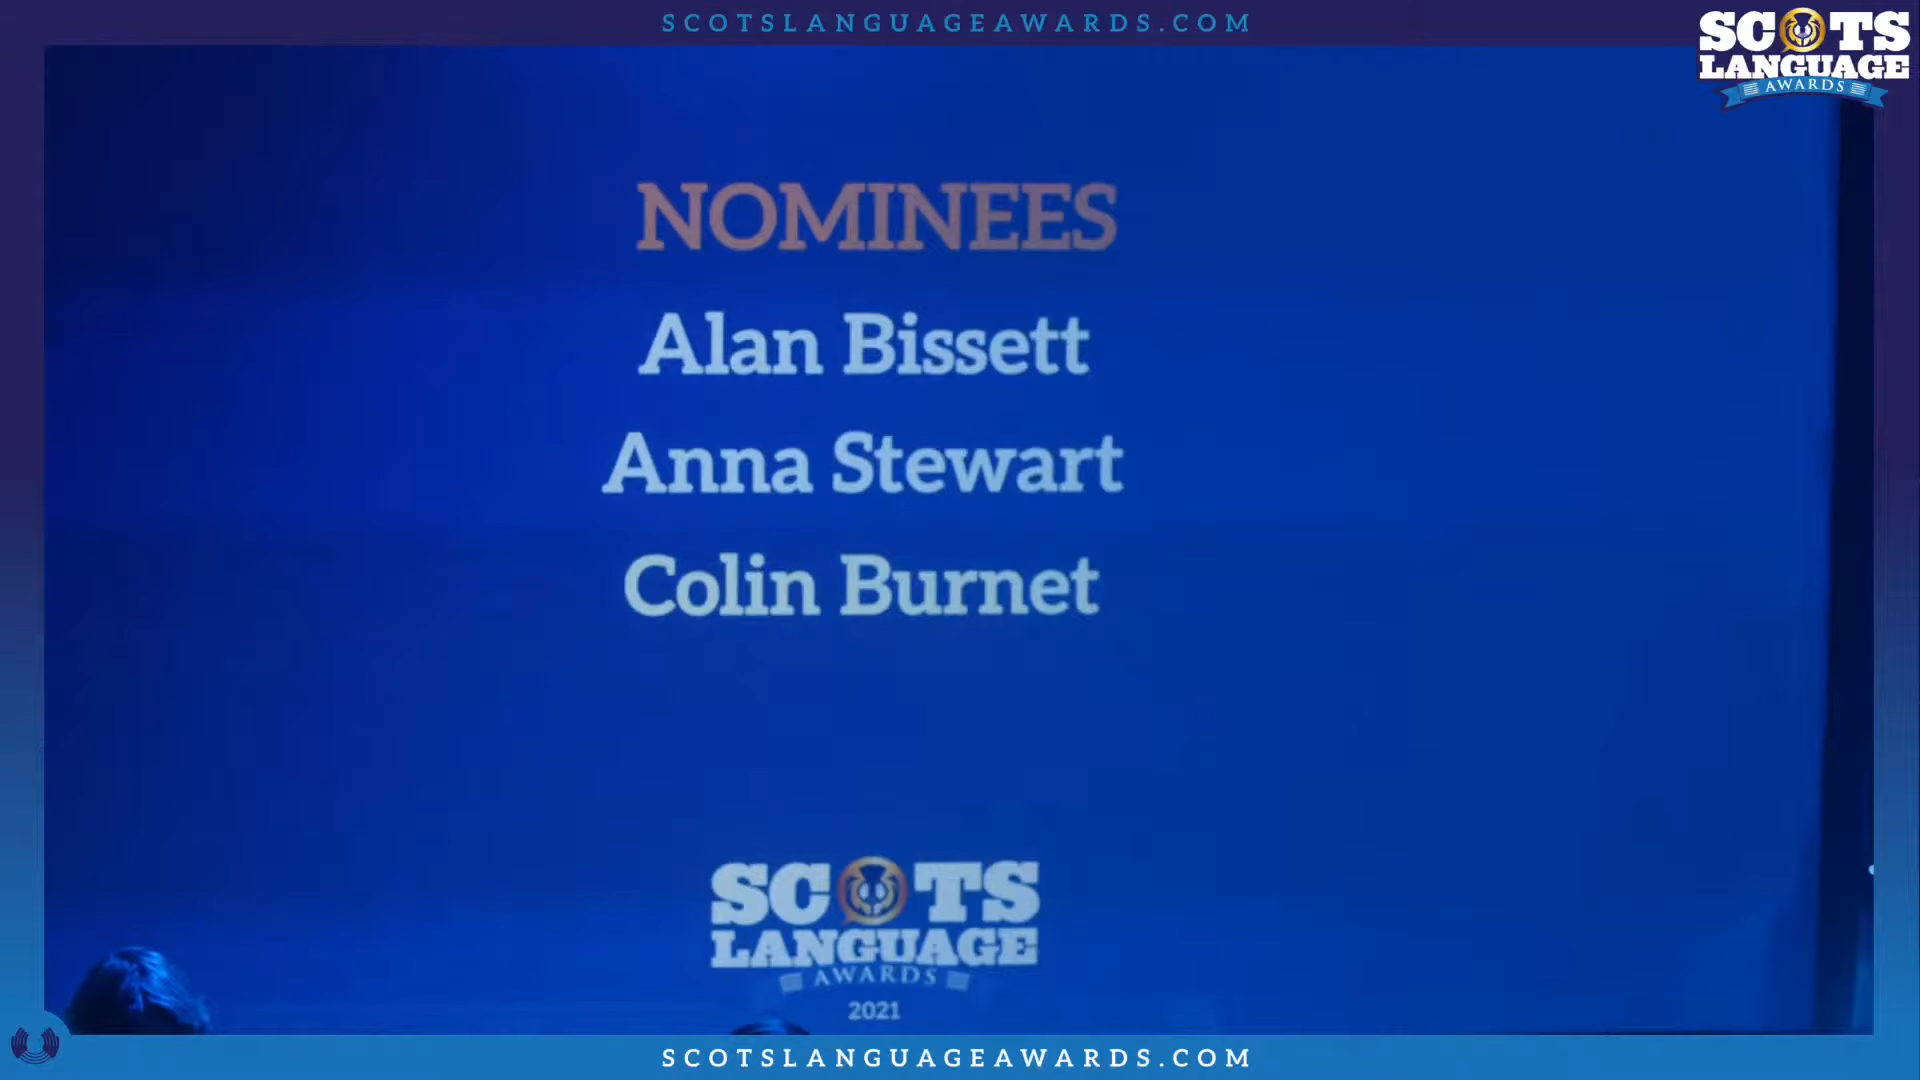 SCOTSLANGUAGEAWARDS.COM
SCOTS
LANGUAGE
AWARDS
NOMINEES
Alan Bissett
Anna Stewart
Colin Burnet
SCOTS
LANGUAGE
AWARDS
2021
SCOTSLANGUAGEAWARDS.COM